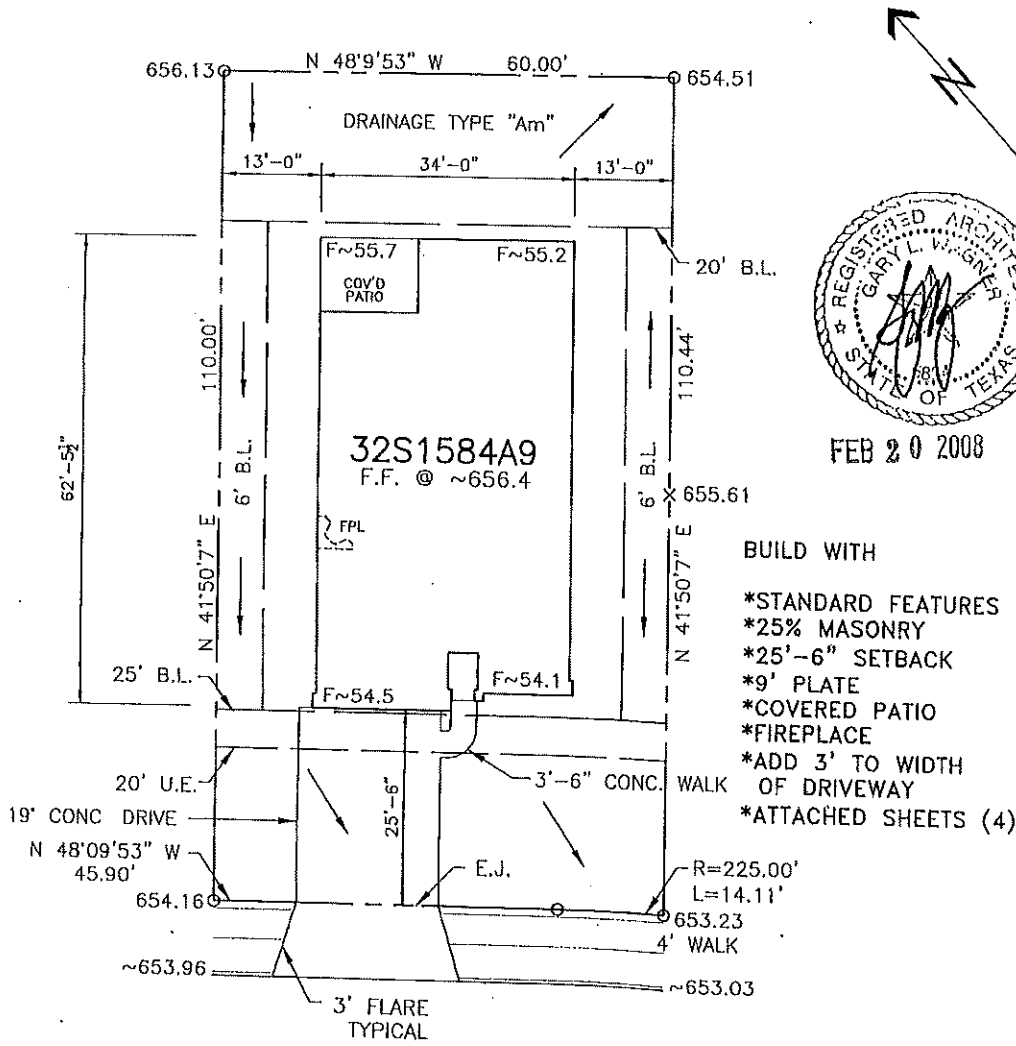 656.13
N 48°9'53" W 60.00'
654.51
DRAINAGE TYPE "Am"
13'-0"
34'-0"
13'-0"
F~55.7
F~55.2
20' B.L.
COV'D
PATIO
REGISTERED ARCHITECT
GARY L.
STATE OF TEXAS
FEB 20 2008
110.00'
110.44'
62'-5½"
6' B.L.
32S1584A9
F.F. @ ~656.4
6' B.L.
655.61
FPL
N 41°50'7" E
N 41°50'7" E
BUILD WITH
*STANDARD FEATURES
*25% MASONRY
*25'-6" SETBACK
*9' PLATE
*COVERED PATIO
*FIREPLACE
*ADD 3' TO WIDTH
OF DRIVEWAY
*ATTACHED SHEETS (4)
25' B.L.
F~54.5
F~54.1
20' U.E.
3'-6" CONC. WALK
19' CONC DRIVE
25'-6"
N 48°09'53" W
45.90'
E.J.
R=225.00'
L=14.11'
654.16
653.23
4' WALK
~653.96
~653.03
3' FLARE
TYPICAL